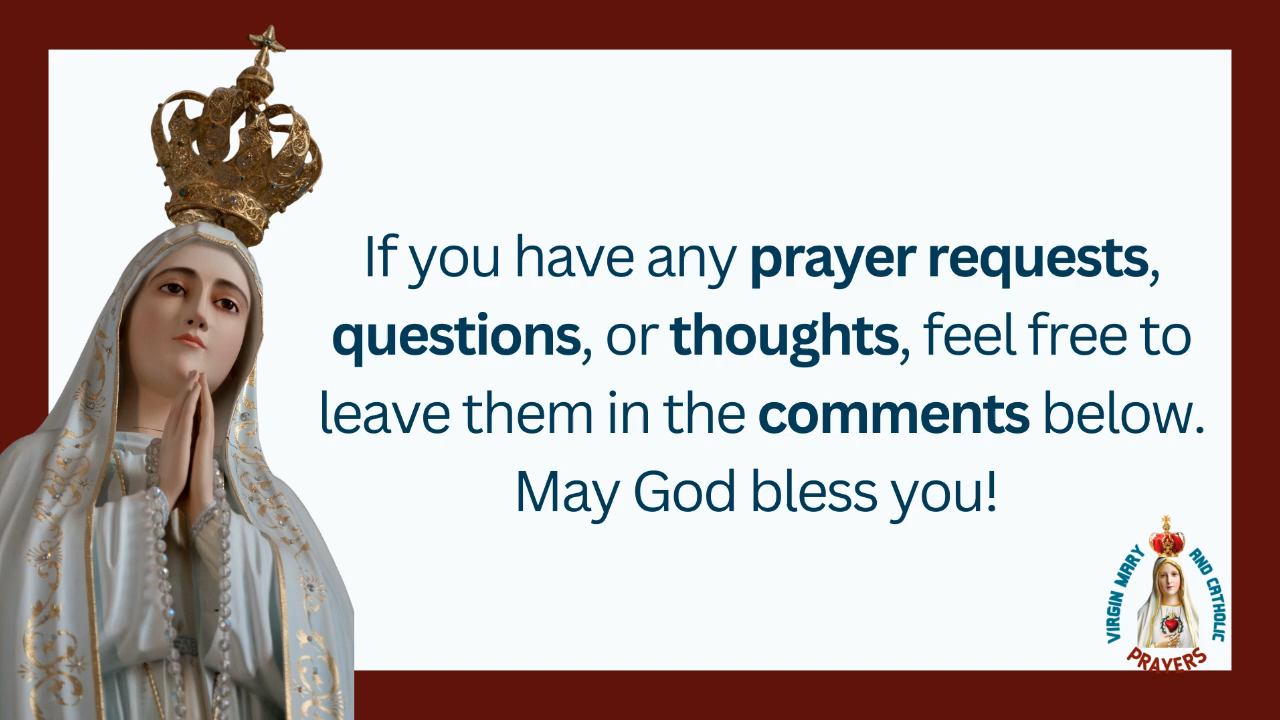 If you have any prayer requests,
questions, or thoughts, feel free to
leave them in the comments below.
May God bless you!
VIRGIN MARY
AND CATHOLIC
PRAYERS